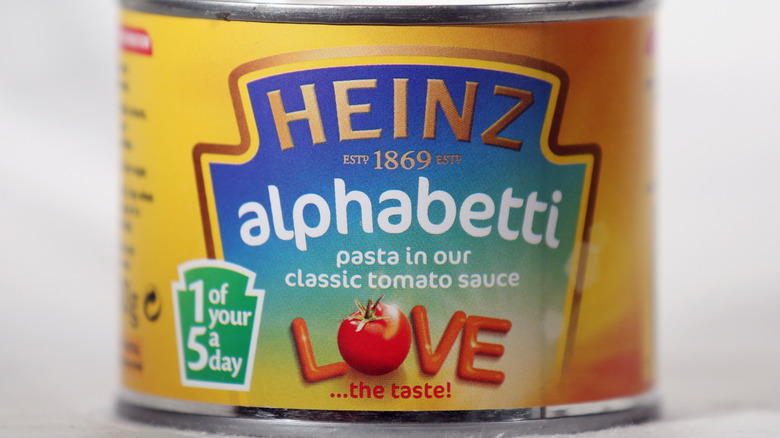 HEINZ
ESTD 1869 ESTD
alphabetti
pasta in our
classic tomato sauce
1 of
your
5 a
day
LOVE
...the taste!